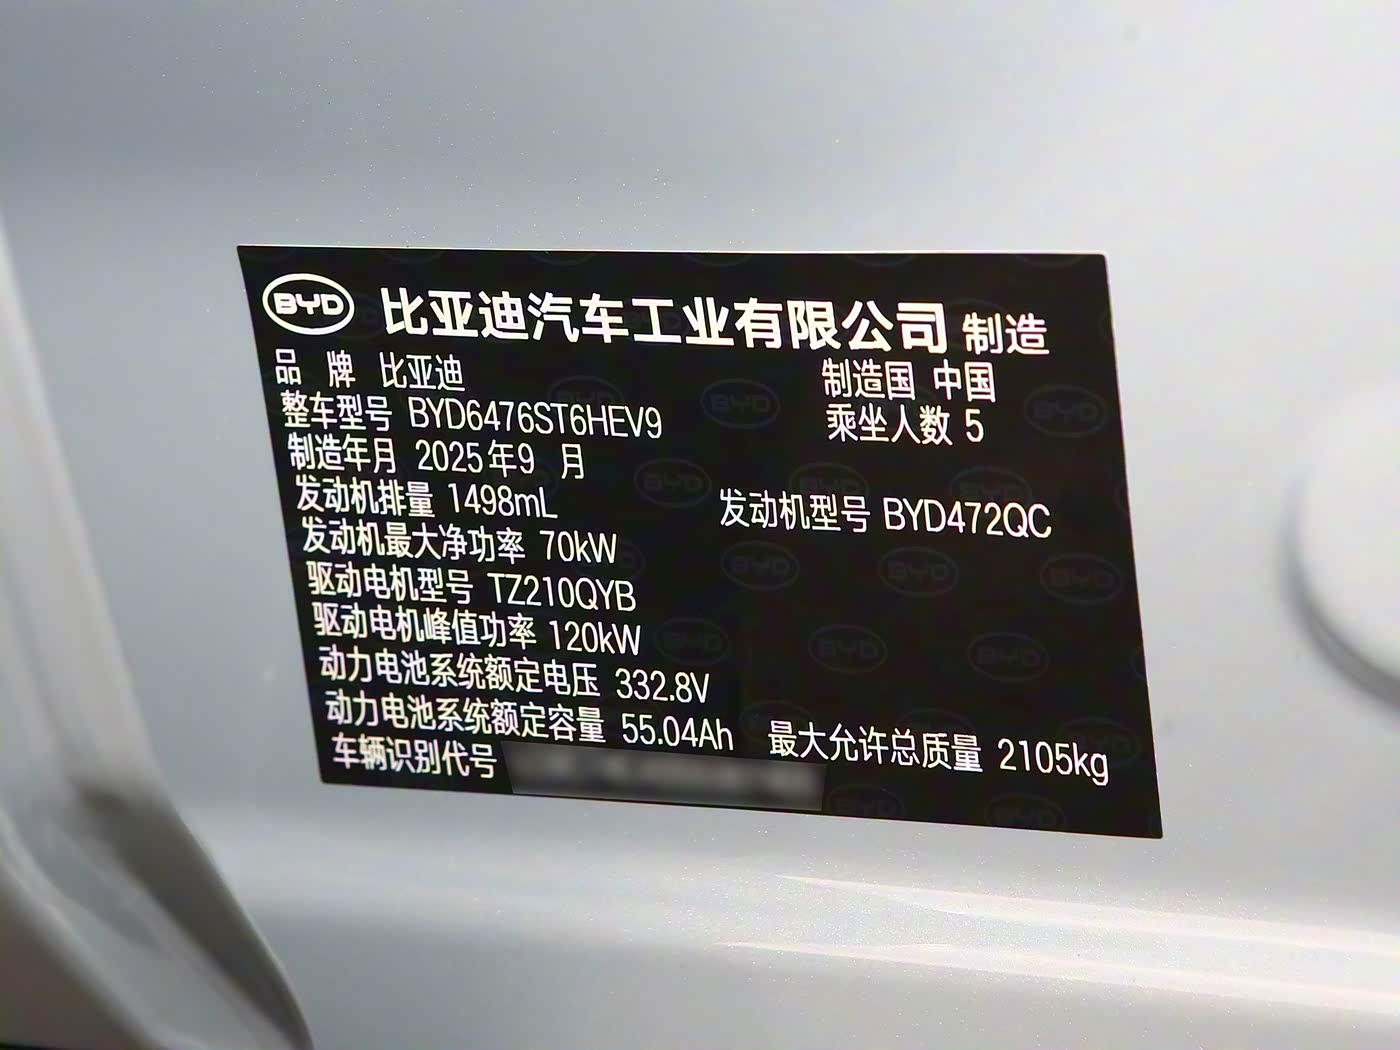 BYD 比亚迪汽车工业有限公司 制造
品 牌 比亚迪 制造国 中国
整车型号 BYD6476ST6HEV9 乘坐人数 5
制造年月 2025年9 月
发动机排量 1498mL 发动机型号 BYD472QC
发动机最大净功率 70kW
驱动电机型号 TZ210QYB
驱动电机峰值功率 120kW
动力电池系统额定电压 332.8V
动力电池系统额定容量 55.04Ah 最大允许总质量 2105kg
车辆识别代号